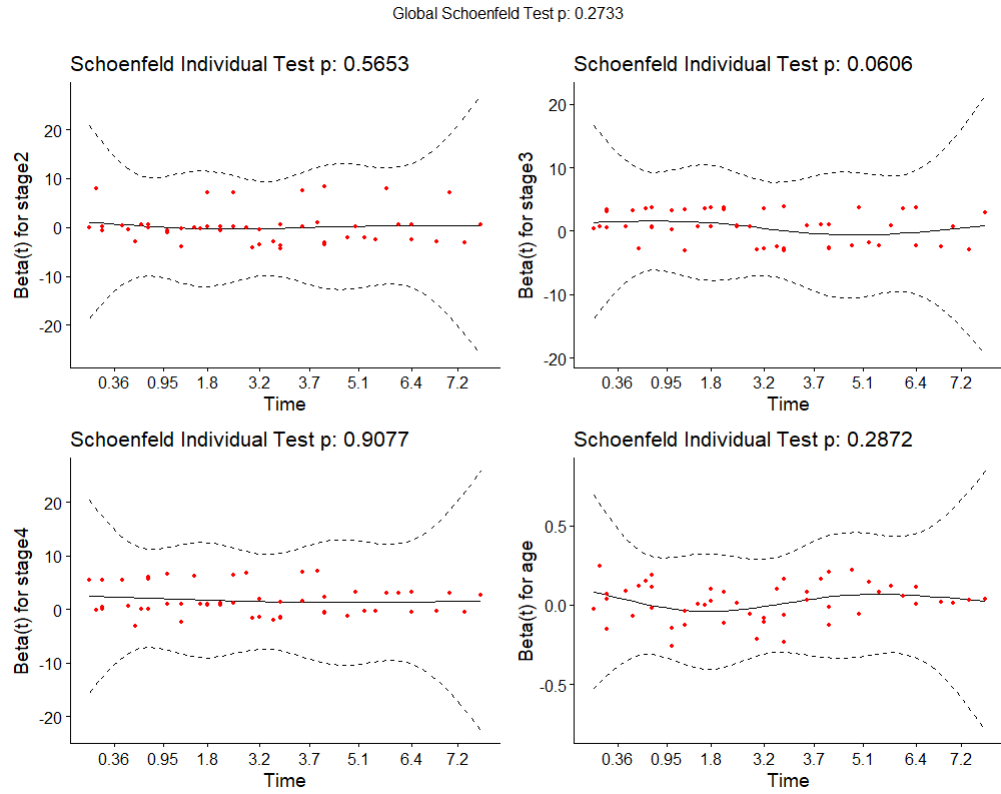 Global Schoenfeld Test p: 0.2733
Schoenfeld Individual Test p: 0.5653
Beta(t) for stage2
20
10
0
-10
-20
0.36 0.95 1.8 3.2 3.7 5.1 6.4 7.2
Time
Schoenfeld Individual Test p: 0.0606
Beta(t) for stage3
20
10
0
-10
-20
0.36 0.95 1.8 3.2 3.7 5.1 6.4 7.2
Time
Schoenfeld Individual Test p: 0.9077
Beta(t) for stage4
20
10
0
-10
-20
0.36 0.95 1.8 3.2 3.7 5.1 6.4 7.2
Time
Schoenfeld Individual Test p: 0.2872
Beta(t) for age
0.5
0.0
-0.5
0.36 0.95 1.8 3.2 3.7 5.1 6.4 7.2
Time